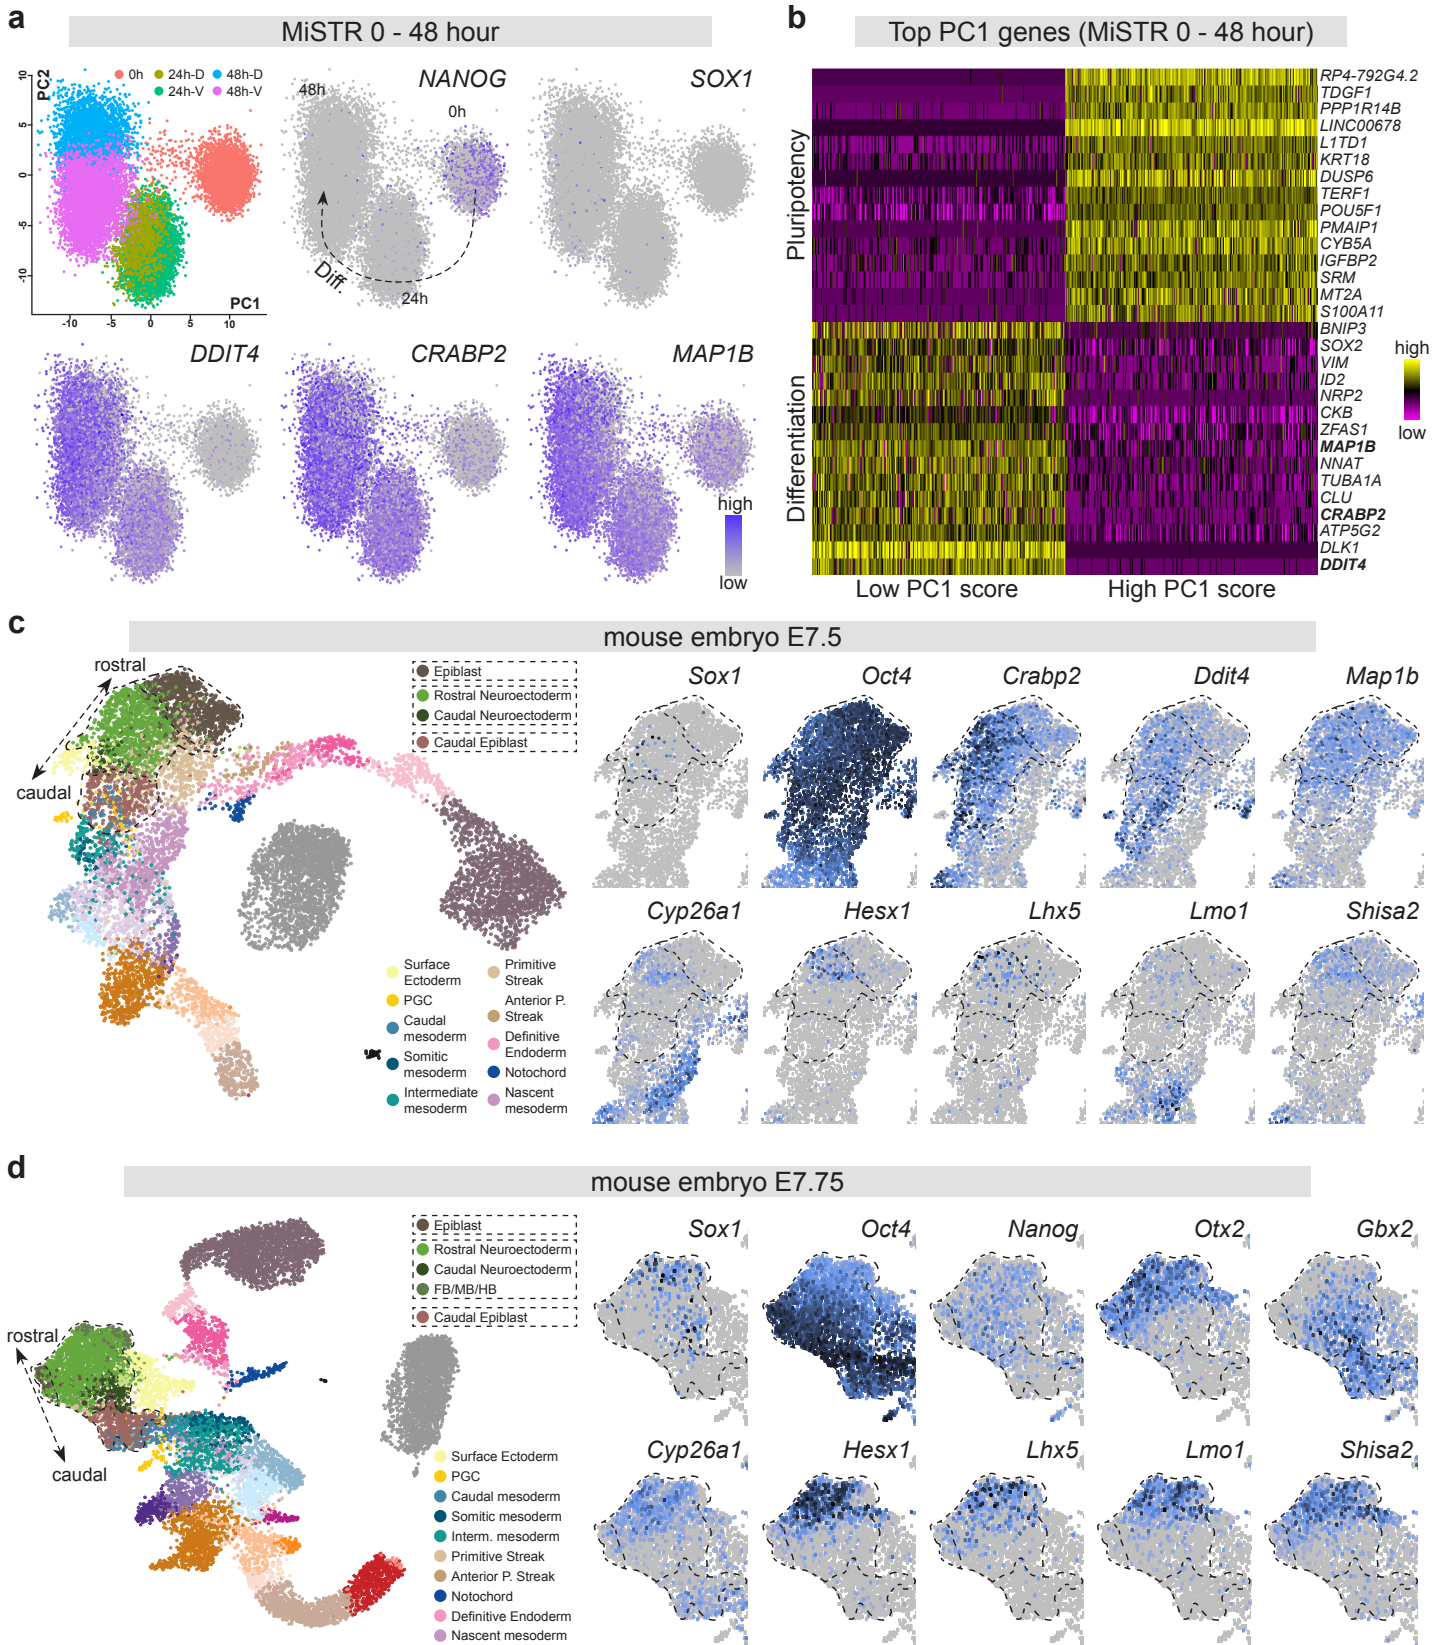 a
MiSTR 0 - 48 hour
PC2
10
5
0
-5
-10
-10
-5
0
5
10
PC1
0h
24h-D
48h-D
24h-V
48h-V
NANOG
48h
0h
Diff.
24h
SOX1
DDIT4
CRABP2
MAP1B
high
low
b
Top PC1 genes (MiSTR 0 - 48 hour)
Pluripotency
Differentiation
RP4-792G4.2
TDGF1
PPP1R14B
LINC00678
L1TD1
KRT18
DUSP6
TERF1
POU5F1
PMAIP1
CYB5A
IGFBP2
SRM
MT2A
S100A11
BNIP3
SOX2
VIM
ID2
NRP2
CKB
ZFAS1
MAP1B
NNAT
TUBA1A
CLU
CRABP2
ATP5G2
DLK1
DDIT4
high
low
Low PC1 score
High PC1 score
c
mouse embryo E7.5
rostral
caudal
Epiblast
Rostral Neuroectoderm
Caudal Neuroectoderm
Caudal Epiblast
Surface
Ectoderm
PGC
Caudal
mesoderm
Somitic
mesoderm
Intermediate
mesoderm
Primitive
Streak
Anterior P.
Streak
Definitive
Endoderm
Notochord
Nascent
mesoderm
Sox1
Oct4
Crabp2
Ddit4
Map1b
Cyp26a1
Hesx1
Lhx5
Lmo1
Shisa2
d
mouse embryo E7.75
rostral
caudal
Epiblast
Rostral Neuroectoderm
Caudal Neuroectoderm
FB/MB/HB
Caudal Epiblast
Surface Ectoderm
PGC
Caudal mesoderm
Somitic mesoderm
Interm. mesoderm
Primitive Streak
Anterior P. Streak
Notochord
Definitive Endoderm
Nascent mesoderm
Sox1
Oct4
Nanog
Otx2
Gbx2
Cyp26a1
Hesx1
Lhx5
Lmo1
Shisa2